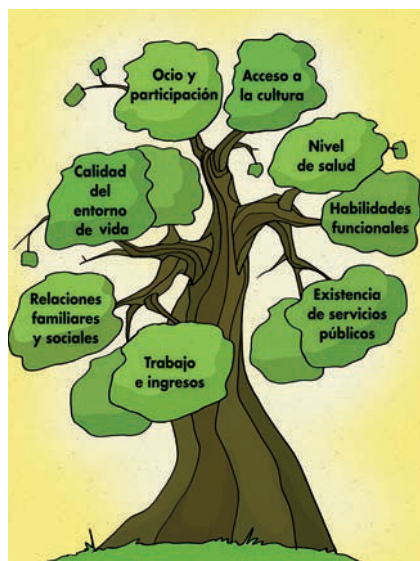 Ocio y
participación
Acceso a
la cultura
Nivel
de salud
Calidad
del
entorno
de vida
Habilidades
funcionales
Relaciones
familiares
y sociales
Existencia
de servicios
públicos
Trabajo
e ingresos